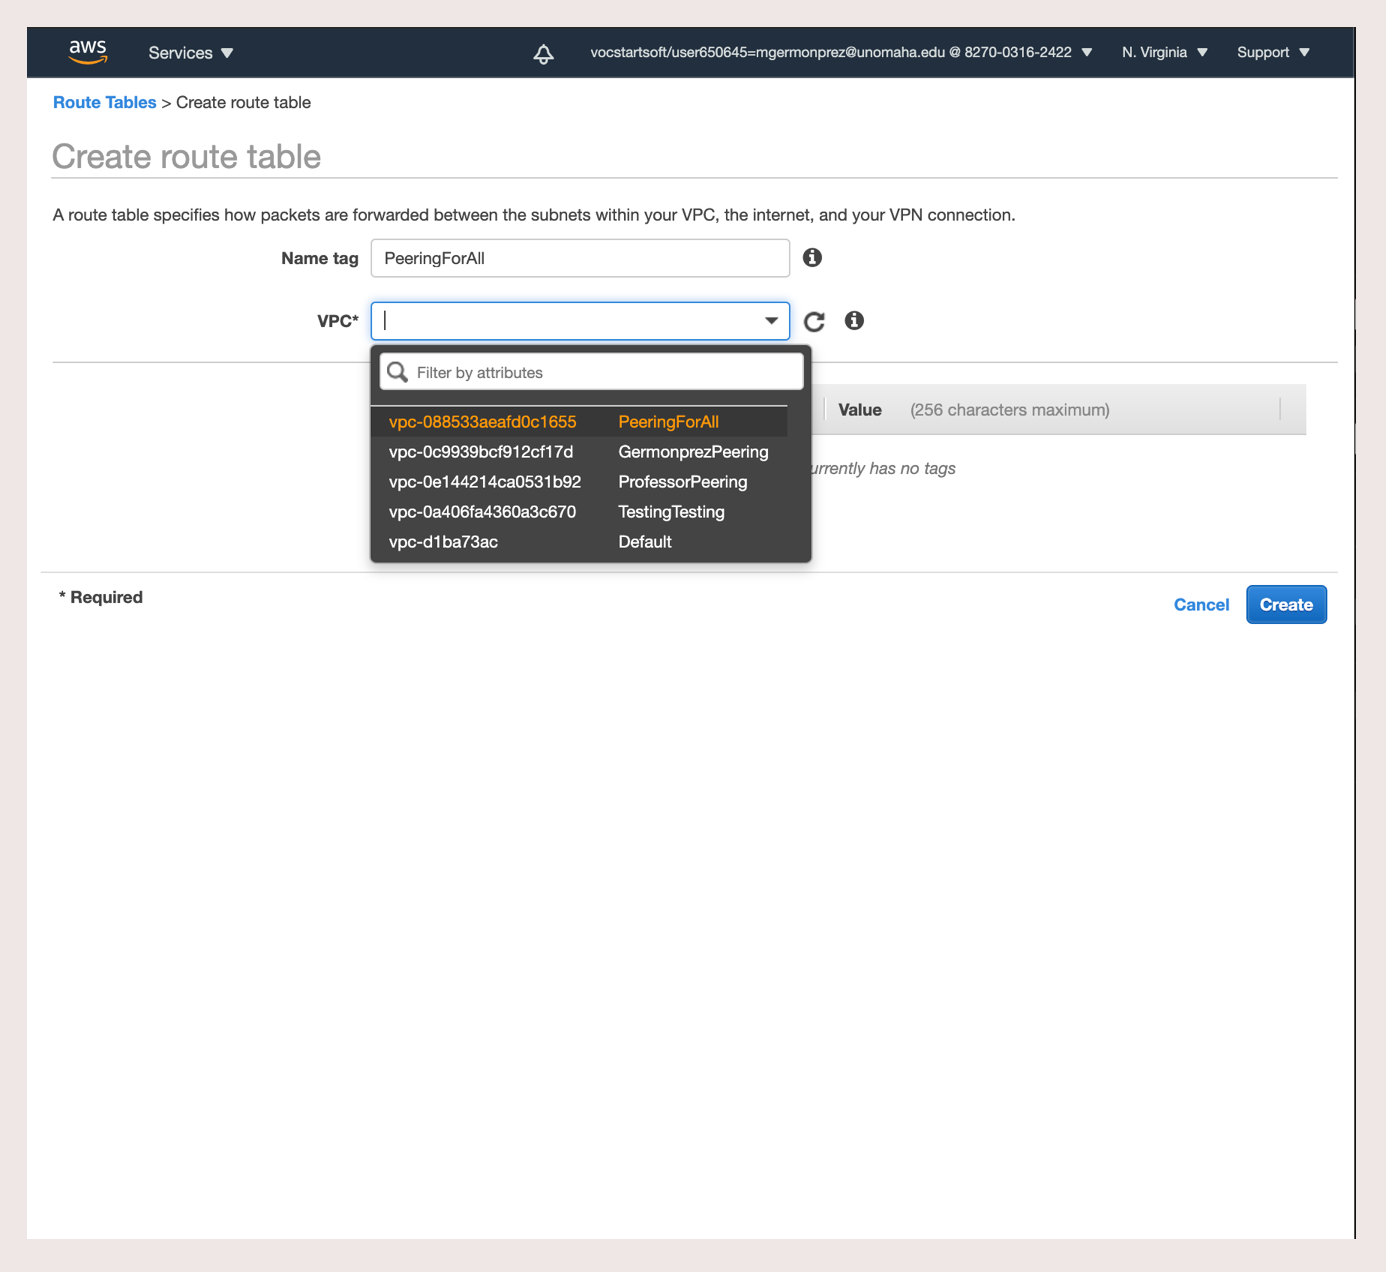 aws Services ▼ vocstartsoft/user650645=mgermonprez@unomaha.edu @ 8270-0316-2422 ▼ N. Virginia ▼ Support ▼
Route Tables > Create route table
Create route table
A route table specifies how packets are forwarded between the subnets within your VPC, the internet, and your VPN connection.
Name tag PeeringForAll
VPC*
Filter by attributes
Value (256 characters maximum)
vpc-088533aeafd0c1655 PeeringForAll
vpc-0c9939bcf912cf17d GermonprezPeering
currently has no tags
vpc-0e144214ca0531b92 ProfessorPeering
vpc-0a406fa4360a3c670 TestingTesting
vpc-d1ba73ac Default
* Required
Cancel Create